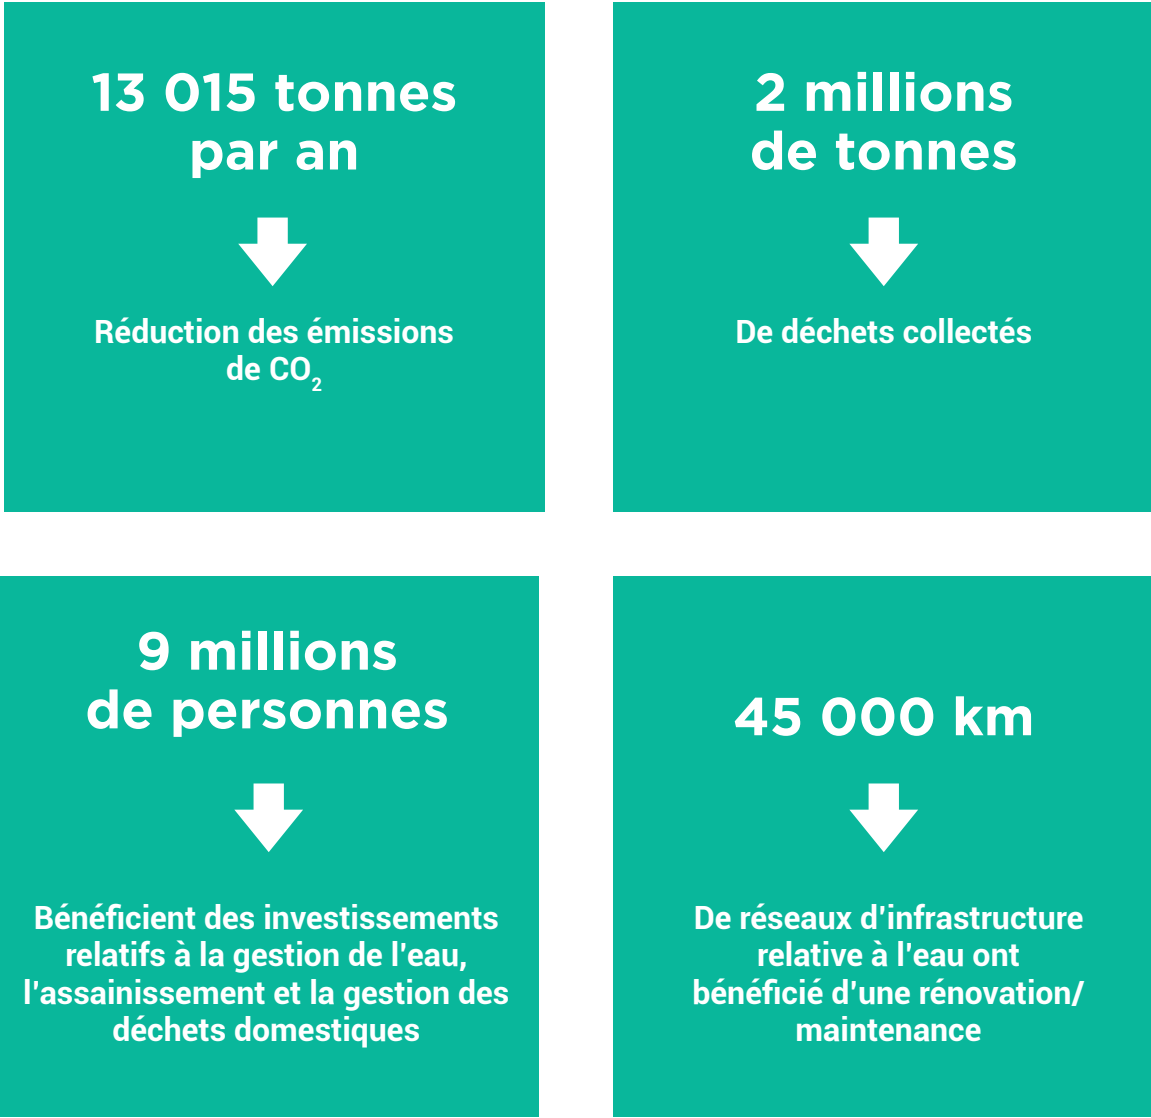 13 015 tonnes
par an
Réduction des émissions
de CO₂
2 millions
de tonnes
De déchets collectés
9 millions
de personnes
Bénéficient des investissements
relatifs à la gestion de l'eau,
l'assainissement et la gestion des
déchets domestiques
45 000 km
De réseaux d'infrastructure
relative à l'eau ont
bénéficié d'une rénovation/
maintenance